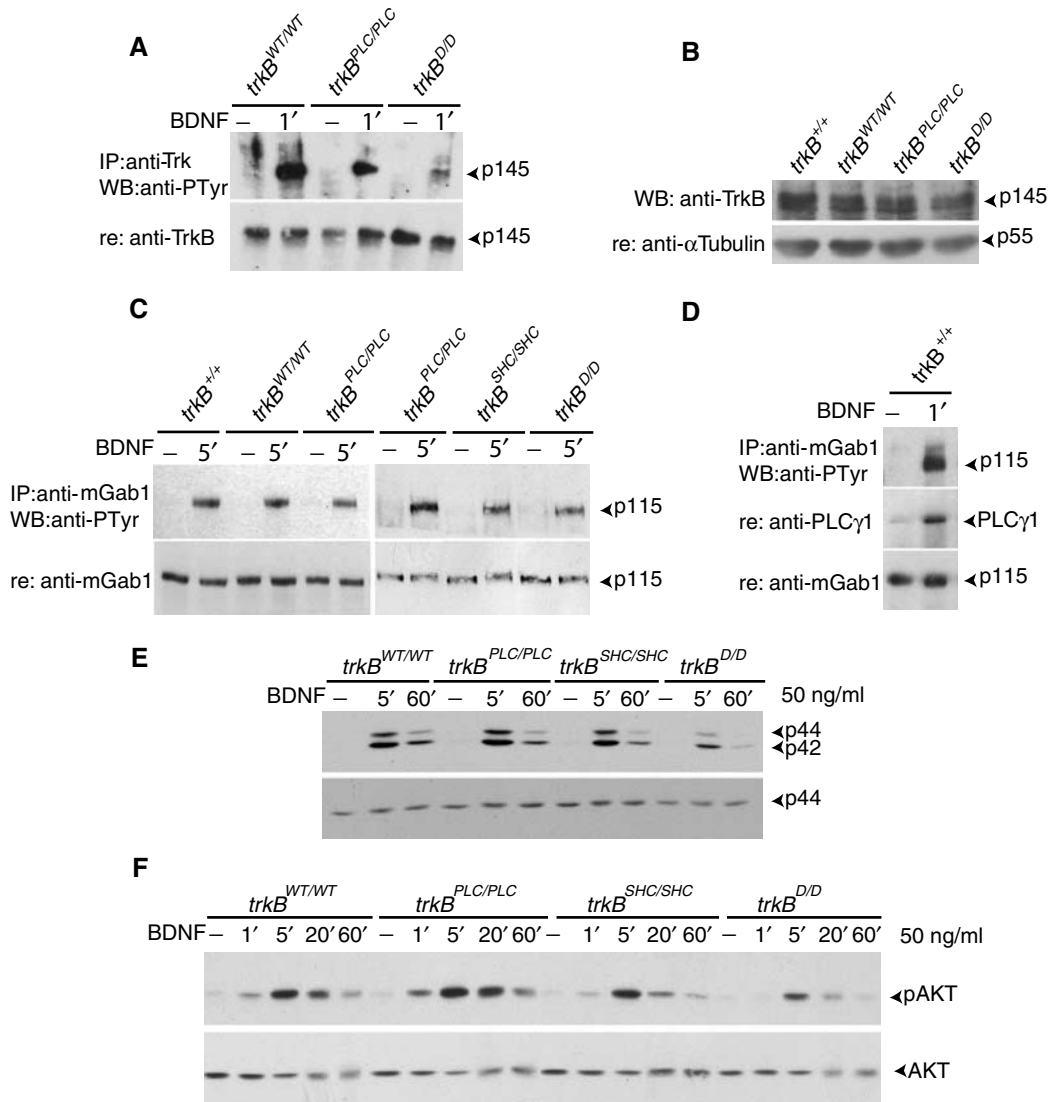 A
trkB^WT/WT trkB^PLC/PLC trkB^D/D
BDNF – 1′ – 1′ – 1′
IP:anti-Trk
WB:anti-PTyr
p145
re: anti-TrkB
p145
B
trkB^+/+ trkB^WT/WT trkB^PLC/PLC trkB^D/D
WB: anti-TrkB p145
re: anti-αTubulin p55
C
trkB^+/+ trkB^WT/WT trkB^PLC/PLC trkB^PLC/PLC trkB^SHC/SHC trkB^D/D
BDNF – 5′ – 5′ – 5′ – 5′ – 5′ – 5′
IP:anti-mGab1
WB:anti-PTyr
p115
re: anti-mGab1 p115
D
trkB^+/+
BDNF – 1′
IP:anti-mGab1
WB:anti-PTyr
p115
re: anti-PLCγ1 PLCγ1
re: anti-mGab1 p115
E
trkB^WT/WT trkB^PLC/PLC trkB^SHC/SHC trkB^D/D
BDNF – 5′ 60′ – 5′ 60′ – 5′ 60′ – 5′ 60′ 50 ng/ml
p44
p42
p44
F
trkB^WT/WT trkB^PLC/PLC trkB^SHC/SHC trkB^D/D
BDNF – 1′ 5′ 20′ 60′ – 1′ 5′ 20′ 60′ – 1′ 5′ 20′ 60′ – 1′ 5′ 20′ 60′ 50 ng/ml
pAKT
AKT